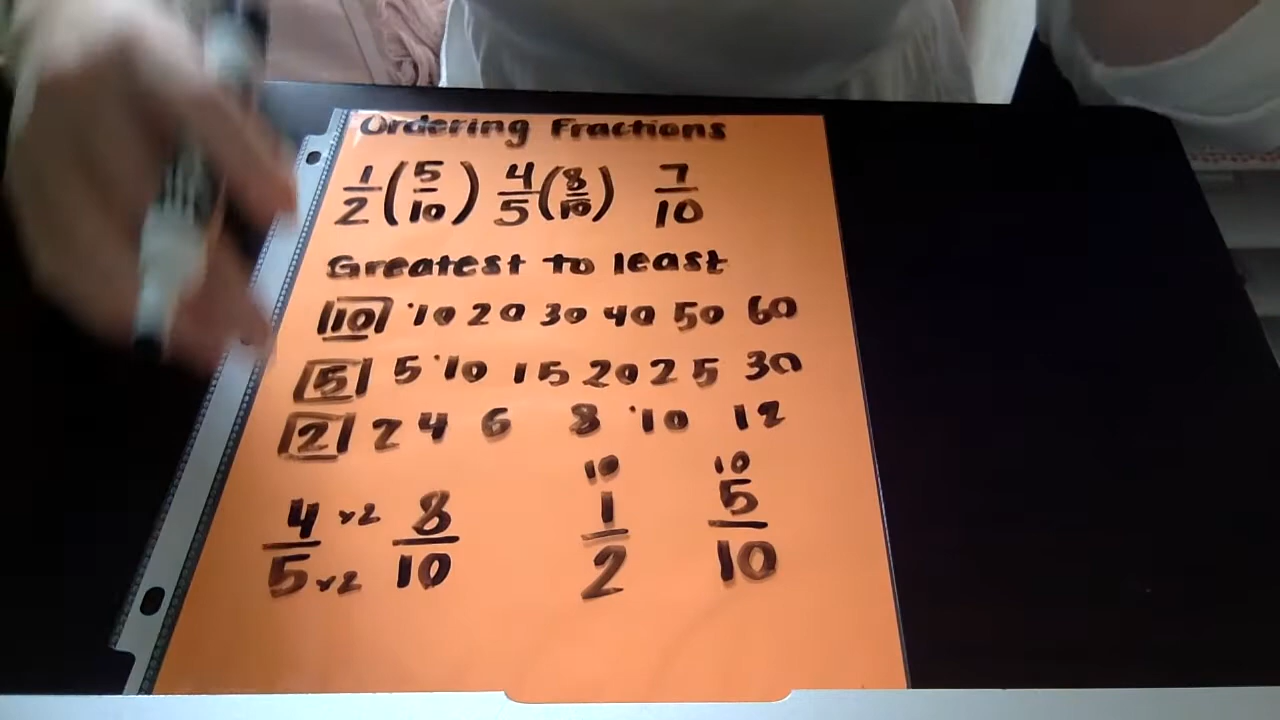 Ordering Fractions
1/2 (5/10) 4/5 (8/10) 7/10
Greatest to least
10 10 20 30 40 50 60
5 5 10 15 20 25 30
2 2 4 6 8 10 12
10 10
4/5 x2 x2 8/10 1/2 5/10